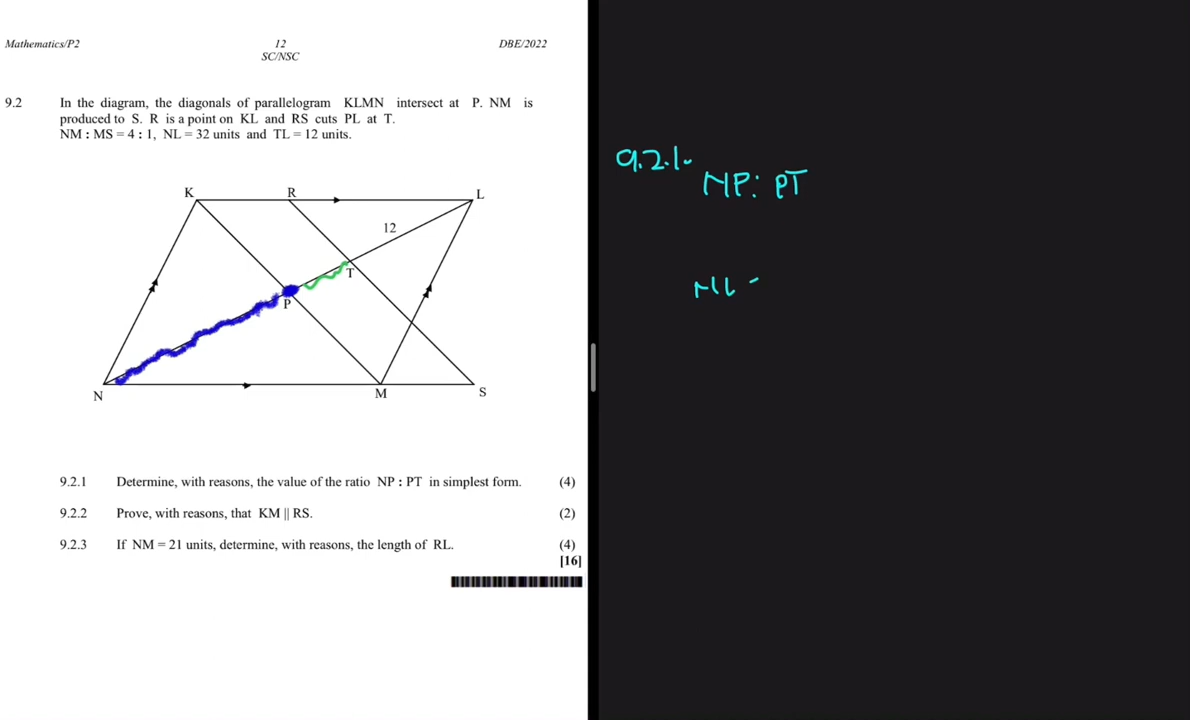 Mathematics/P2 12 DBE/2022
SC/NSC
9.2 In the diagram, the diagonals of parallelogram KLMN intersect at P. NM is
produced to S. R is a point on KL and RS cuts PL at T.
NM : MS = 4 : 1, NL = 32 units and TL = 12 units.
K R L
12
T
P
N M S
9.2.1 Determine, with reasons, the value of the ratio NP : PT in simplest form. (4)
9.2.2 Prove, with reasons, that KM || RS. (2)
9.2.3 If NM = 21 units, determine, with reasons, the length of RL. (4)
[16]
9.2.1.
NP: PT
NL -